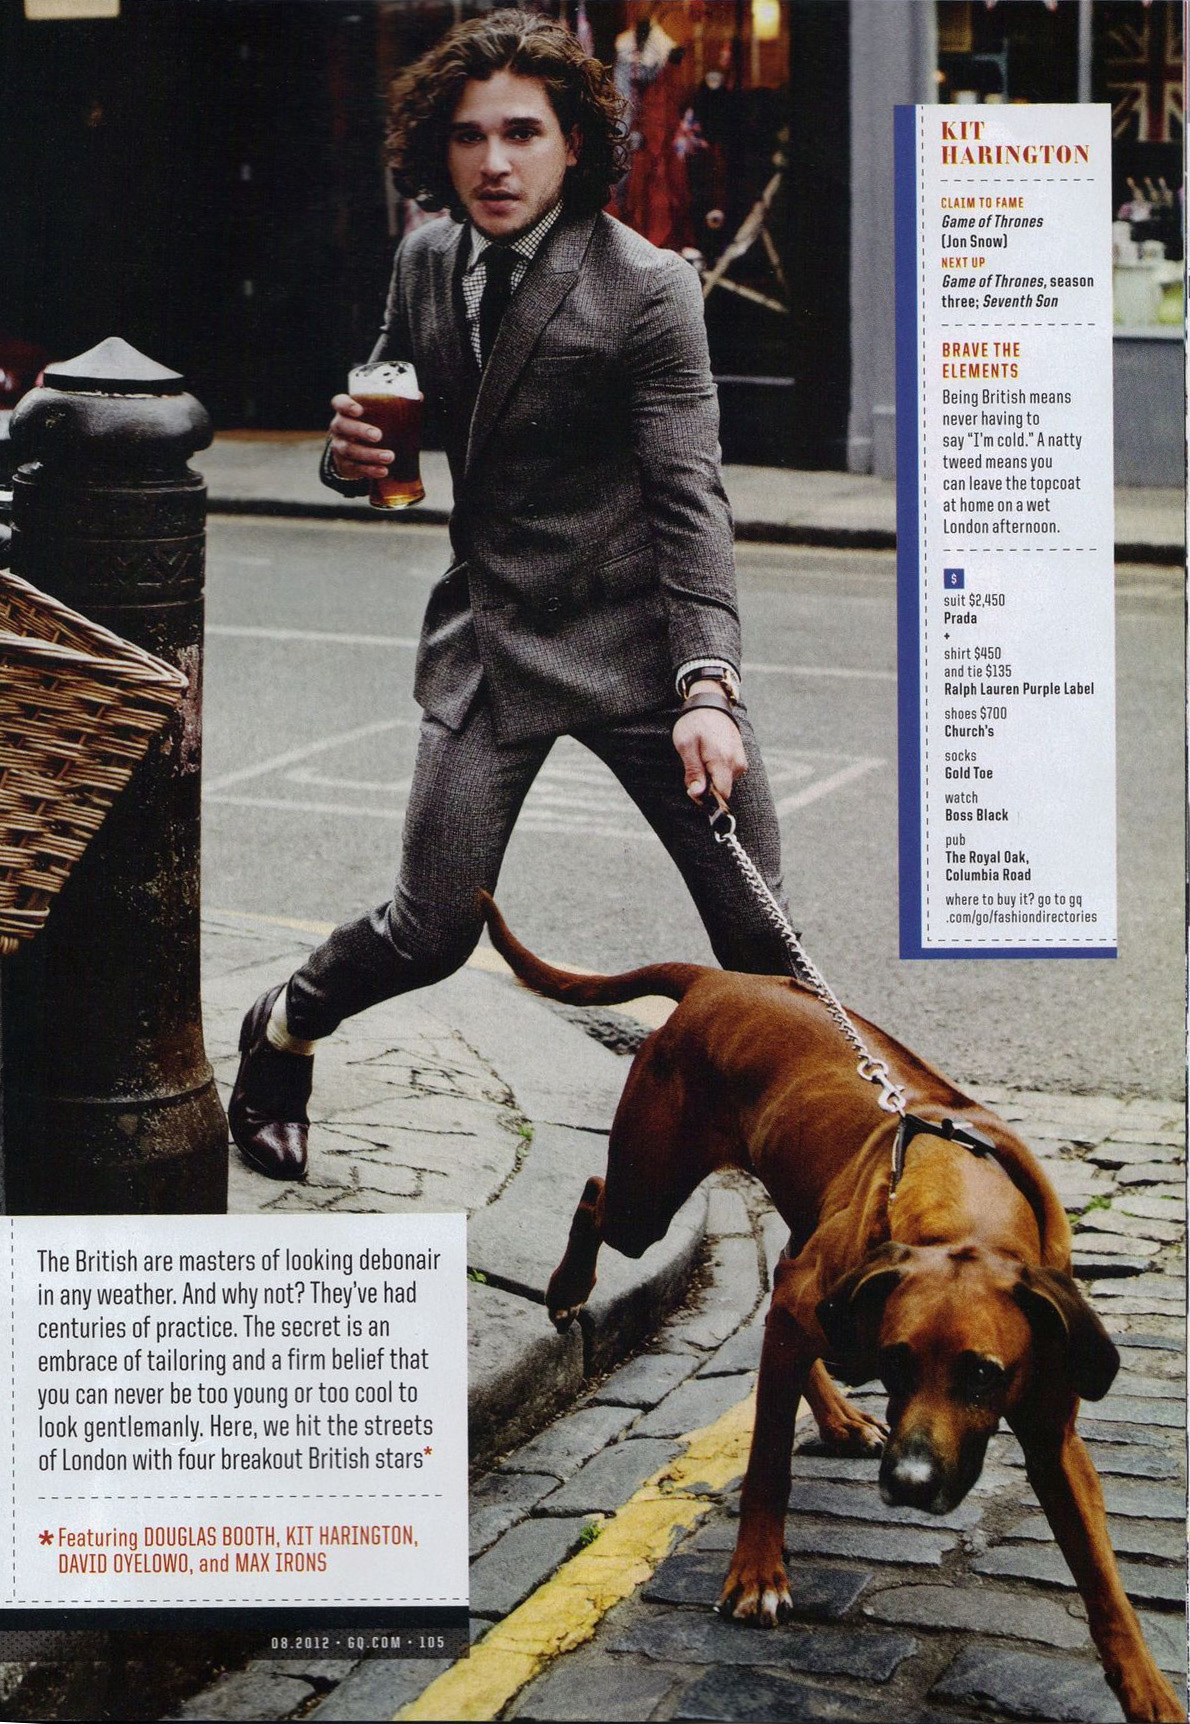 KIT
HARINGTON
CLAIM TO FAME
Game of Thrones
(Jon Snow)
NEXT UP
Game of Thrones, season
three; Seventh Son
BRAVE THE
ELEMENTS
Being British means
never having to
say “I’m cold.” A natty
tweed means you
can leave the topcoat
at home on a wet
London afternoon.
$
suit $2,450
Prada
+
shirt $450
and tie $135
Ralph Lauren Purple Label
shoes $700
Church's
socks
Gold Toe
watch
Boss Black
pub
The Royal Oak,
Columbia Road
where to buy it? go to gq
.com/go/fashiondirectories
The British are masters of looking debonair
in any weather. And why not? They've had
centuries of practice. The secret is an
embrace of tailoring and a firm belief that
you can never be too young or too cool to
look gentlemanly. Here, we hit the streets
of London with four breakout British stars*
*Featuring DOUGLAS BOOTH, KIT HARINGTON,
DAVID OYELOWO, and MAX IRONS
08.2012 • GQ.COM • 105